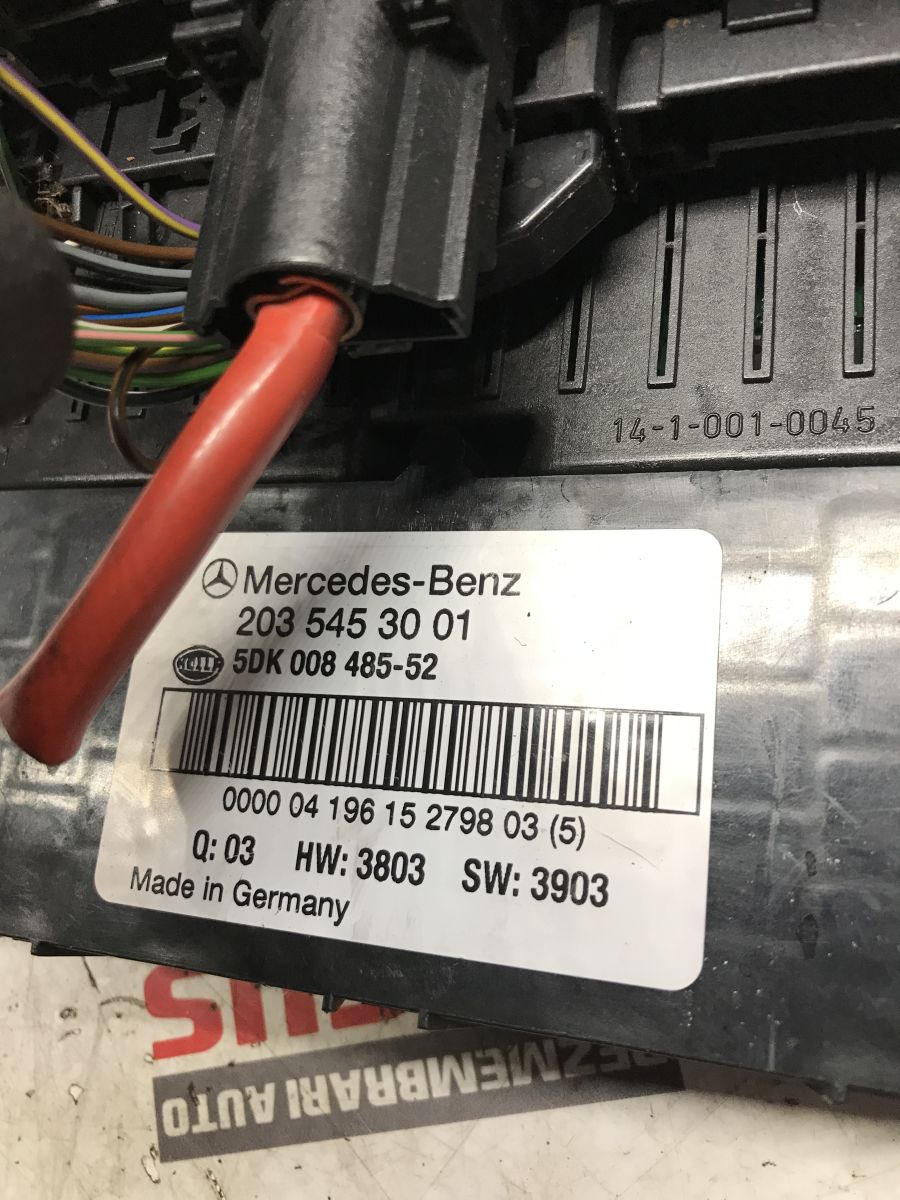 14-1-001-0045
Mercedes-Benz
203 545 30 01
HELLA 5DK 008 485-52
0000 04 196 15 2798 03 (5)
Q: 03 HW: 3803 SW: 3903
Made in Germany
DEZMEMBRARI AUTO